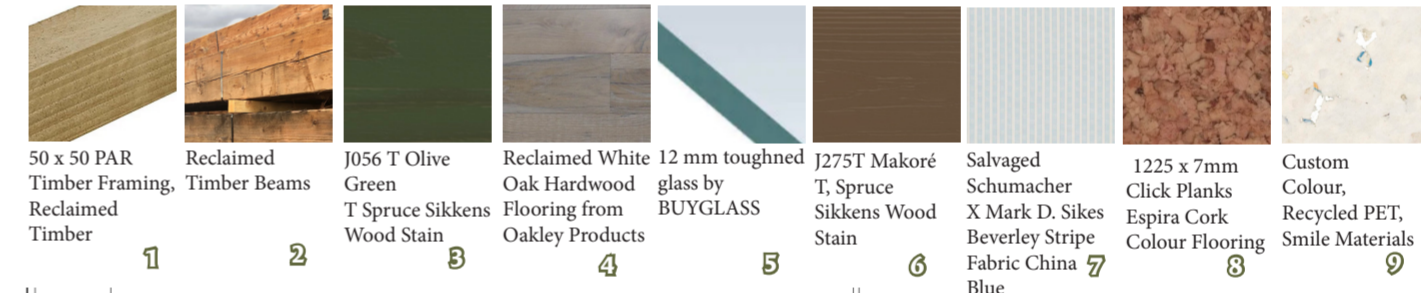 50 x 50 PAR
Timber Framing,
Reclaimed
Timber
1
Reclaimed
Timber Beams
2
J056 T Olive
Green
T Spruce Sikkens
Wood Stain
3
Reclaimed White
Oak Hardwood
Flooring from
Oakley Products
4
12 mm toughned
glass by
BUYGLASS
5
J275T Makoré
T, Spruce
Sikkens Wood
Stain
6
Salvaged
Schumacher
X Mark D. Sikes
Beverley Stripe
Fabric China
Blue
7
1225 x 7mm
Click Planks
Espira Cork
Colour Flooring
8
Custom
Colour,
Recycled PET,
Smile Materials
9